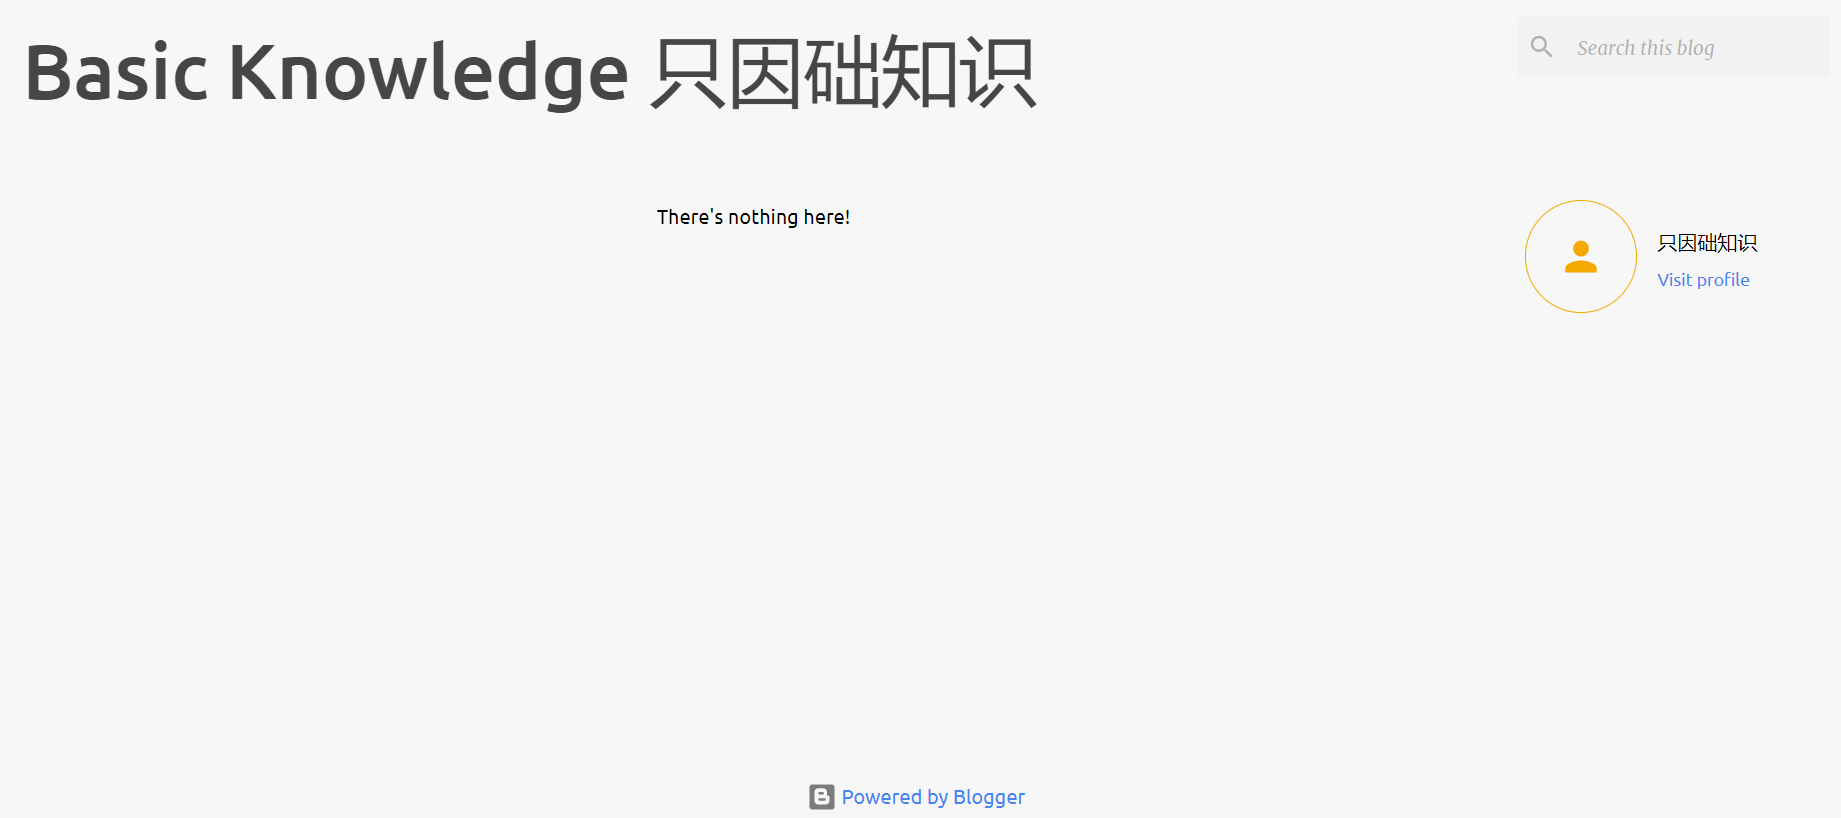 Basic Knowledge 只因础知识
Search this blog
There's nothing here!
只因础知识
Visit profile
Powered by Blogger